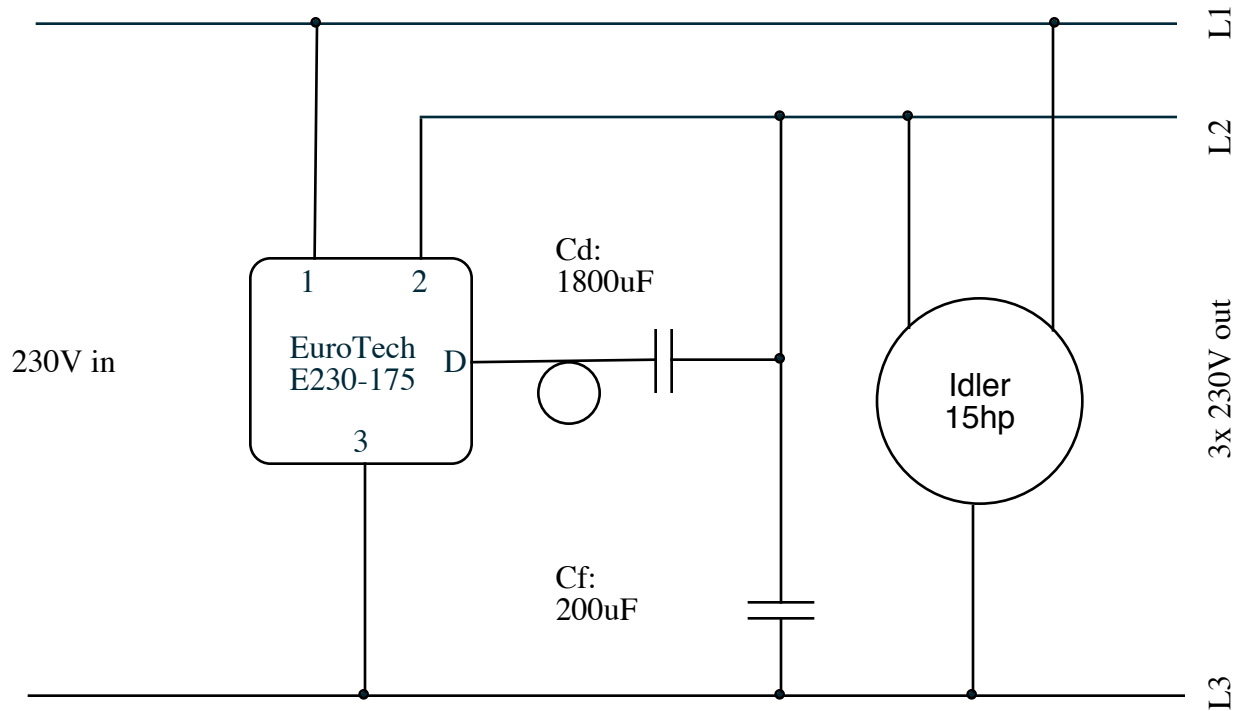 L1
L2
Cd:
1800uF
1
2
230V in
EuroTech
E230-175
D
3
Idler
15hp
3x 230V out
Cf:
200uF
L3